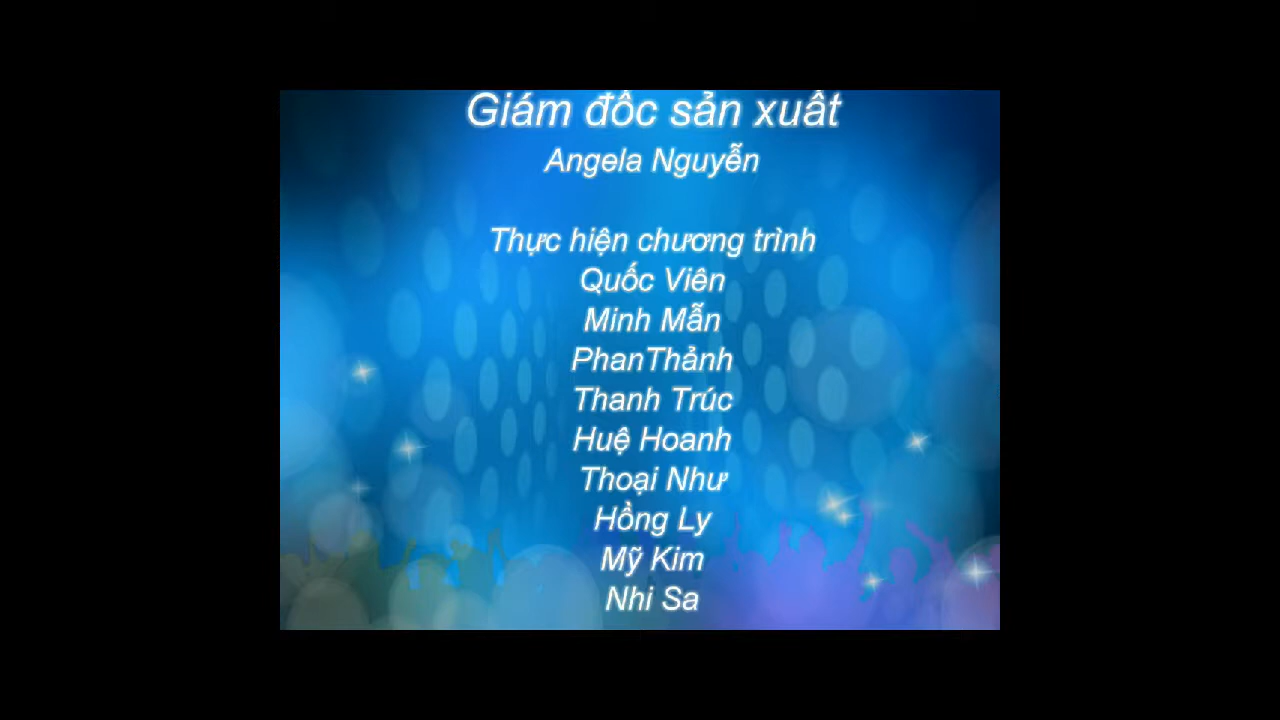 Giám đốc sản xuất
Angela Nguyễn
Thực hiện chương trình
Quốc Viên
Minh Mẫn
PhanThảnh
Thanh Trúc
Huệ Hoanh
Thoại Như
Hồng Ly
Mỹ Kim
Nhi Sa